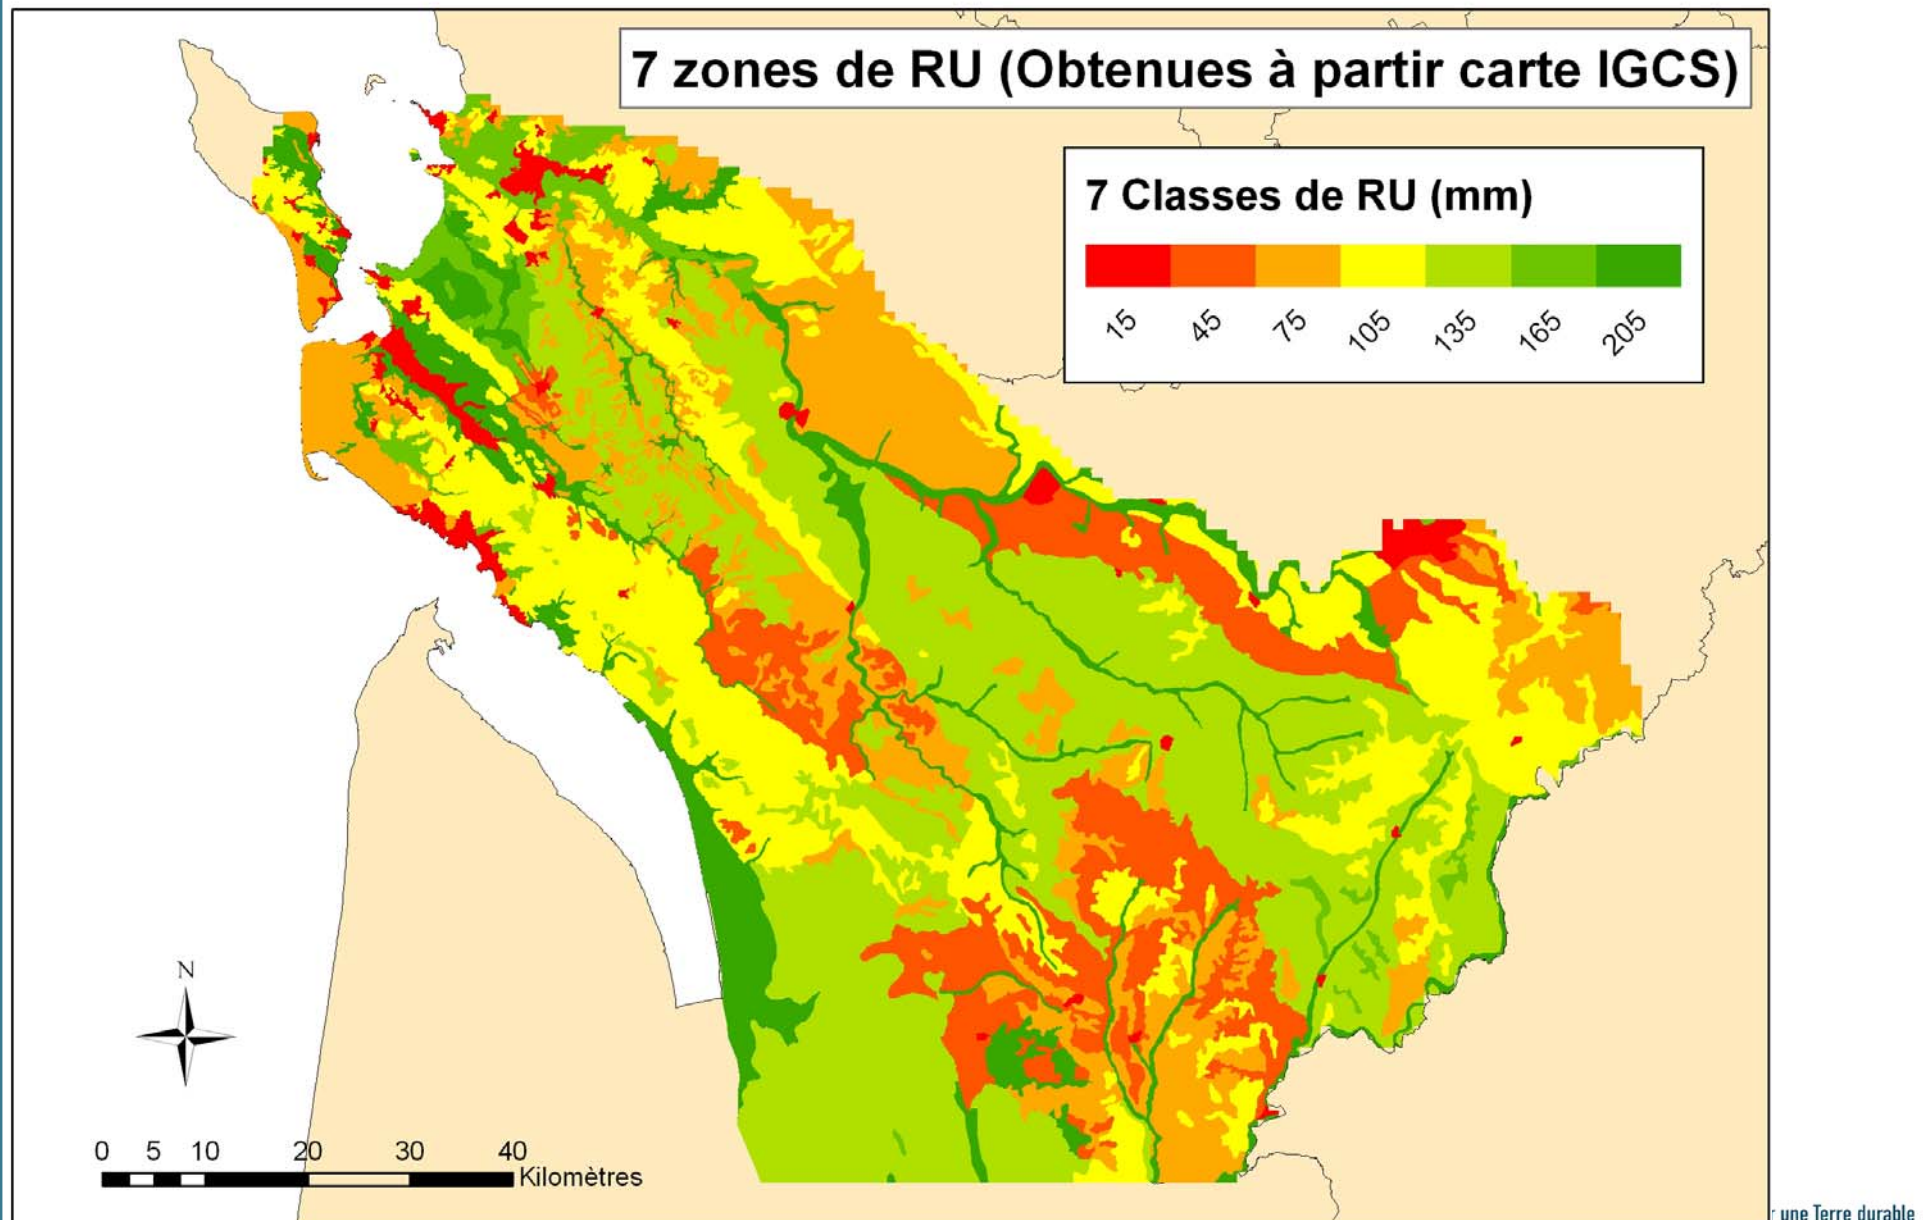 7 zones de RU (Obtenues à partir carte IGCS)
7 Classes de RU (mm)
15 45 75 105 135 165 205
N
0 5 10 20 30 40
Kilomètres
une Terre durable